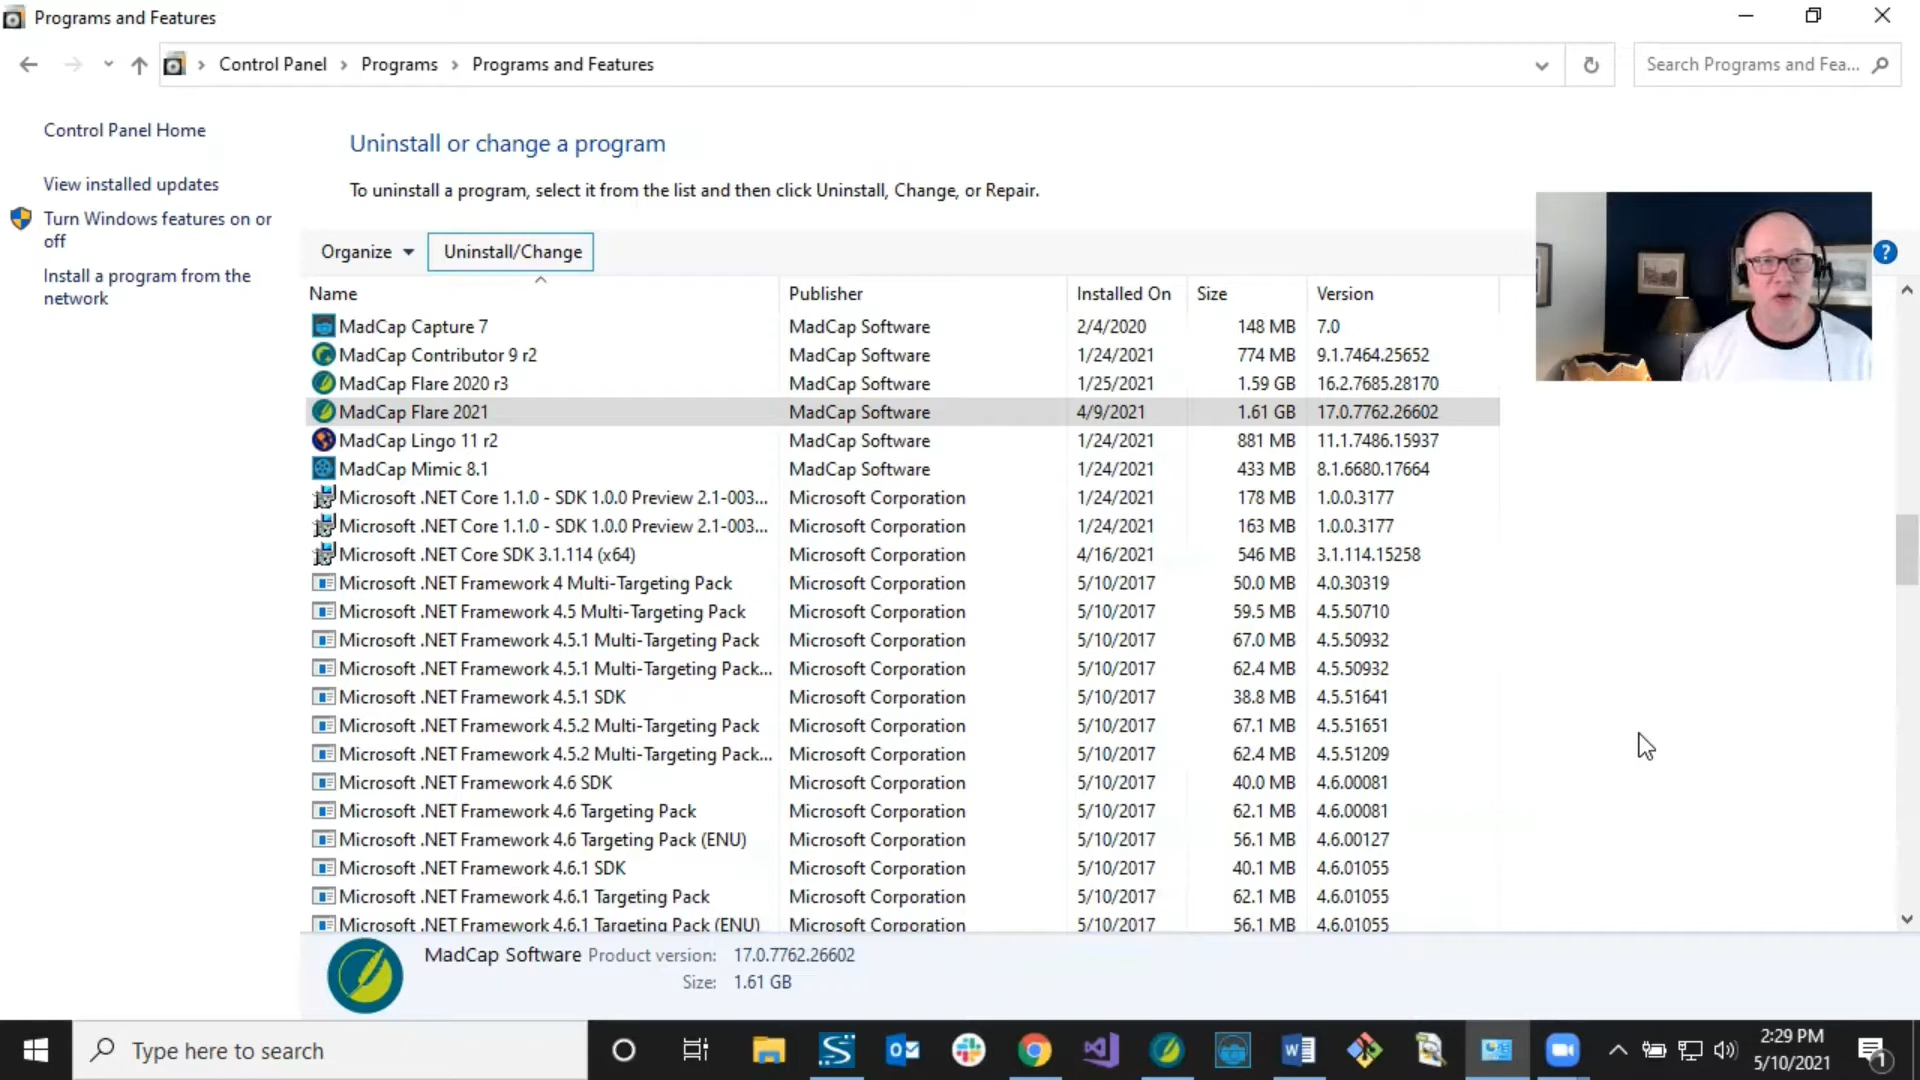 Programs and Features
Control Panel Programs Programs and Features
Search Programs and Fea...
Control Panel Home
View installed updates
Turn Windows features on or
off
Install a program from the
network
Uninstall or change a program
To uninstall a program, select it from the list and then click Uninstall, Change, or Repair.
Organize Uninstall/Change
Name Publisher Installed On Size Version
MadCap Capture 7 MadCap Software 2/4/2020 148 MB 7.0
MadCap Contributor 9 r2 MadCap Software 1/24/2021 774 MB 9.1.7464.25652
MadCap Flare 2020 r3 MadCap Software 1/25/2021 1.59 GB 16.2.7685.28170
MadCap Flare 2021 MadCap Software 4/9/2021 1.61 GB 17.0.7762.26602
MadCap Lingo 11 r2 MadCap Software 1/24/2021 881 MB 11.1.7486.15937
MadCap Mimic 8.1 MadCap Software 1/24/2021 433 MB 8.1.6680.17664
Microsoft .NET Core 1.1.0 - SDK 1.0.0 Preview 2.1-003... Microsoft Corporation 1/24/2021 178 MB 1.0.0.3177
Microsoft .NET Core 1.1.0 - SDK 1.0.0 Preview 2.1-003... Microsoft Corporation 1/24/2021 163 MB 1.0.0.3177
Microsoft .NET Core SDK 3.1.114 (x64) Microsoft Corporation 4/16/2021 546 MB 3.1.114.15258
Microsoft .NET Framework 4 Multi-Targeting Pack Microsoft Corporation 5/10/2017 50.0 MB 4.0.30319
Microsoft .NET Framework 4.5 Multi-Targeting Pack Microsoft Corporation 5/10/2017 59.5 MB 4.5.50710
Microsoft .NET Framework 4.5.1 Multi-Targeting Pack Microsoft Corporation 5/10/2017 67.0 MB 4.5.50932
Microsoft .NET Framework 4.5.1 Multi-Targeting Pack... Microsoft Corporation 5/10/2017 62.4 MB 4.5.50932
Microsoft .NET Framework 4.5.1 SDK Microsoft Corporation 5/10/2017 38.8 MB 4.5.51641
Microsoft .NET Framework 4.5.2 Multi-Targeting Pack Microsoft Corporation 5/10/2017 67.1 MB 4.5.51651
Microsoft .NET Framework 4.5.2 Multi-Targeting Pack... Microsoft Corporation 5/10/2017 62.4 MB 4.5.51209
Microsoft .NET Framework 4.6 SDK Microsoft Corporation 5/10/2017 40.0 MB 4.6.00081
Microsoft .NET Framework 4.6 Targeting Pack Microsoft Corporation 5/10/2017 62.1 MB 4.6.00081
Microsoft .NET Framework 4.6 Targeting Pack (ENU) Microsoft Corporation 5/10/2017 56.1 MB 4.6.00127
Microsoft .NET Framework 4.6.1 SDK Microsoft Corporation 5/10/2017 40.1 MB 4.6.01055
Microsoft .NET Framework 4.6.1 Targeting Pack Microsoft Corporation 5/10/2017 62.1 MB 4.6.01055
Microsoft .NET Framework 4.6.1 Targeting Pack (ENU) Microsoft Corporation 5/10/2017 56.1 MB 4.6.01055
MadCap Software Product version: 17.0.7762.26602
Size: 1.61 GB
Type here to search
2:29 PM
5/10/2021
1